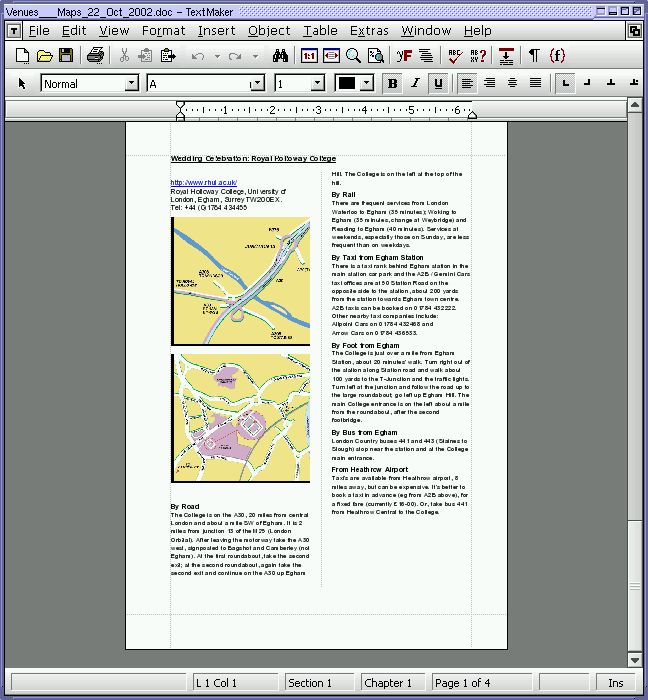 Venues___Maps_22_Oct_2002.doc – TextMaker
File Edit View Format Insert Object Table Extras Window Help
Normal A 1 B I U
1 2 3 4 5 6
Wedding Celebration: Royal Holloway College
http://www.rhul.ac.uk/
Royal Holloway College, University of
London, Egham, Surrey TW20 0EX.
Tel: +44 (0)1784 434455
By Road
The College is on the A30, 20 miles from central
London and about a mile SW of Egham. It is 2
miles from junction 13 of the M25 (London
Orbital). After leaving the motorway take the A30
west, signposted to Bagshot and Camberley (not
Egham). At the first roundabout, take the second
exit; at the second roundabout, again take the
second exit and continue on the A30 up Egham
Hill. The College is on the left at the top of the
hill.
By Rail
There are frequent services from London
Waterloo to Egham (35 minutes); Woking to
Egham (35 minutes, change at Weybridge) and
Reading to Egham (40 minutes). Services at
weekends, especially those on Sunday, are less
frequent than on weekdays.
By Taxi from Egham Station
There is a taxi rank behind Egham station in the
main station car park and the A2B / Gemini Cars
taxi offices are at 50 Station Road on the
opposite side to the station, about 200 yards
from the station towards Egham town centre.
A2B taxis can be booked on 01784 432222.
Other nearby taxi companies include:
Allpoint Cars on 01784 432468 and
Arrow Cars on 01784 436533.
By Foot from Egham
The College is just over a mile from Egham
Station, about 20 minutes' walk. Turn right out of
the station along Station road and walk about
100 yards to the T-Junction and the traffic lights.
Turn left at the junction and follow the road up to
the large roundabout; go left up Egham Hill. The
main College entrance is on the left about a mile
from the roundabout, after the second
footbridge.
By Bus from Egham
London Country buses 441 and 443 (Staines to
Slough) stop near the station and at the College
main entrance.
From Heathrow Airport
Taxis are available from Heathrow airport, 8
miles away, but can be expensive. It's better to
book a taxi in advance (eg from A2B above), for
a fixed fare (currently £16-00). Or, take bus 441
from Heathrow Central to the College.
L 1 Col 1 Section 1 Chapter 1 Page 1 of 4 Ins